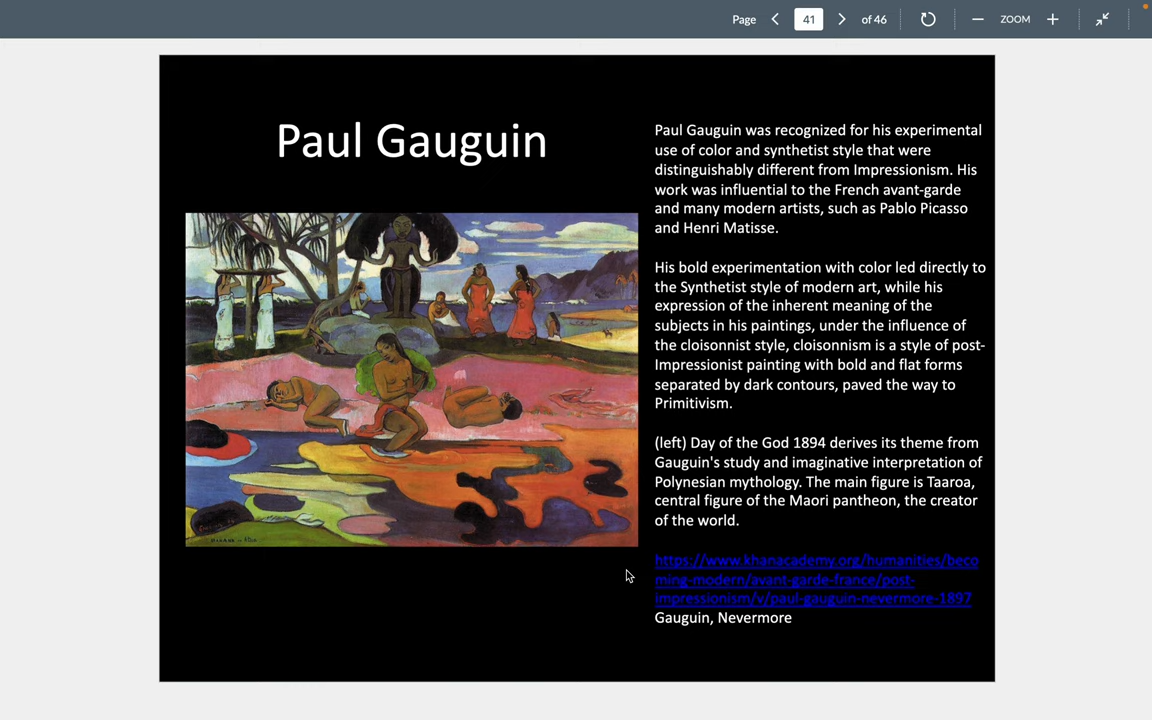 Page 41 of 46 ZOOM
Paul Gauguin
Paul Gauguin was recognized for his experimental
use of color and synthetist style that were
distinguishably different from Impressionism. His
work was influential to the French avant-garde
and many modern artists, such as Pablo Picasso
and Henri Matisse.
His bold experimentation with color led directly to
the Synthetist style of modern art, while his
expression of the inherent meaning of the
subjects in his paintings, under the influence of
the cloisonnist style, cloisonnism is a style of post-
Impressionist painting with bold and flat forms
separated by dark contours, paved the way to
Primitivism.
(left) Day of the God 1894 derives its theme from
Gauguin's study and imaginative interpretation of
Polynesian mythology. The main figure is Taaroa,
central figure of the Maori pantheon, the creator
of the world.
https://www.khanacademy.org/humanities/beco
ming-modern/avant-garde-france/post-
impressionism/v/paul-gauguin-nevermore-1897
Gauguin, Nevermore